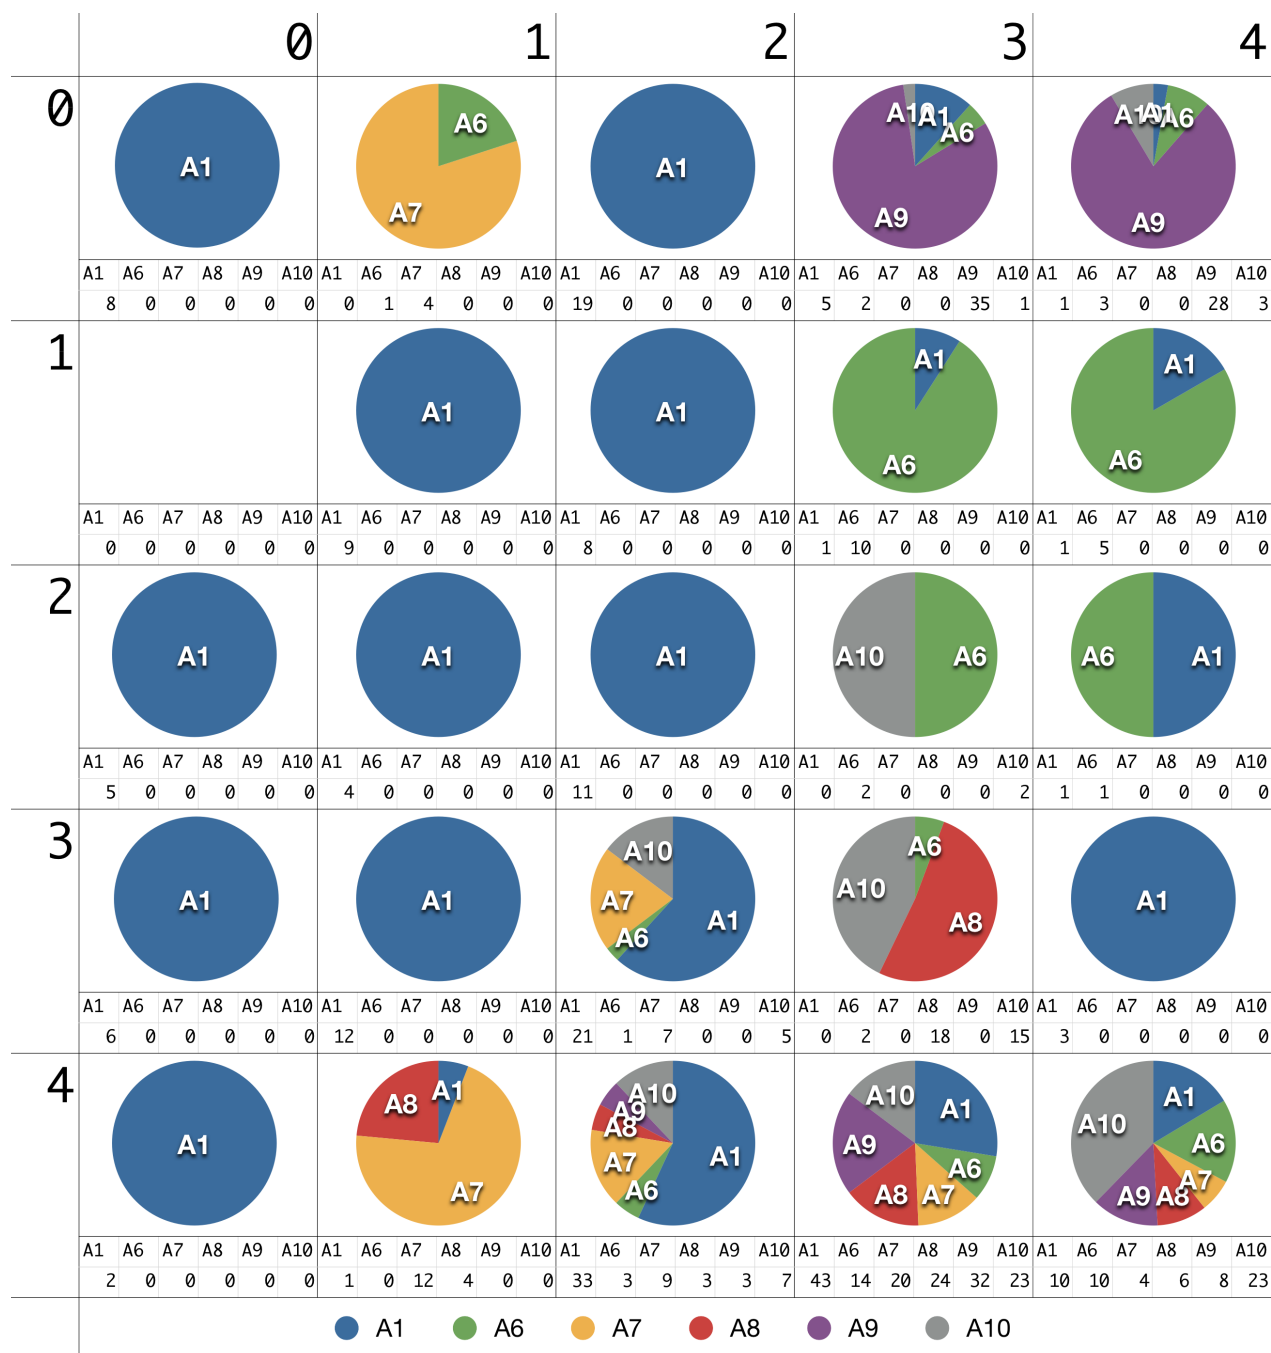 0 1 2 3 4
0
A1 A6 A7 A10 A1 A6 A10 A1 A6
A1 A1
A9 A9
A1 A6 A7 A8 A9 A10 A1 A6 A7 A8 A9 A10 A1 A6 A7 A8 A9 A10 A1 A6 A7 A8 A9 A10 A1 A6 A7 A8 A9 A10
8 0 0 0 0 0 0 1 4 0 0 0 19 0 0 0 0 0 5 2 0 0 35 1 1 3 0 0 28 3
1
A1 A1 A1 A6 A1 A6
A1 A6 A7 A8 A9 A10 A1 A6 A7 A8 A9 A10 A1 A6 A7 A8 A9 A10 A1 A6 A7 A8 A9 A10 A1 A6 A7 A8 A9 A10
0 0 0 0 0 0 9 0 0 0 0 0 8 0 0 0 0 0 1 10 0 0 0 0 1 5 0 0 0 0
2
A1 A1 A1 A10 A6 A6 A1
A1 A6 A7 A8 A9 A10 A1 A6 A7 A8 A9 A10 A1 A6 A7 A8 A9 A10 A1 A6 A7 A8 A9 A10 A1 A6 A7 A8 A9 A10
5 0 0 0 0 0 4 0 0 0 0 0 11 0 0 0 0 0 0 2 0 0 0 2 1 1 0 0 0 0
3
A1 A1 A10 A7 A6 A1 A6 A10 A8 A1
A1 A6 A7 A8 A9 A10 A1 A6 A7 A8 A9 A10 A1 A6 A7 A8 A9 A10 A1 A6 A7 A8 A9 A10 A1 A6 A7 A8 A9 A10
6 0 0 0 0 0 12 0 0 0 0 0 21 1 7 0 0 5 0 2 0 18 0 15 3 0 0 0 0 0
4
A1 A1 A8 A7 A10 A9 A8 A7 A6 A1 A10 A1 A9 A6 A8 A7 A1 A10 A6 A7 A9 A8
A1 A6 A7 A8 A9 A10 A1 A6 A7 A8 A9 A10 A1 A6 A7 A8 A9 A10 A1 A6 A7 A8 A9 A10 A1 A6 A7 A8 A9 A10
2 0 0 0 0 0 1 0 12 4 0 0 33 3 9 3 3 7 43 14 20 24 32 23 10 10 4 6 8 23
A1 A6 A7 A8 A9 A10